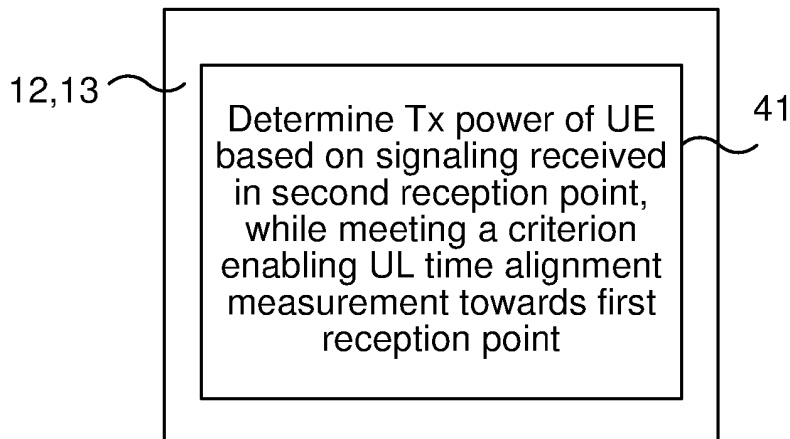 12,13
Determine Tx power of UE
based on signaling received
in second reception point,
while meeting a criterion
enabling UL time alignment
measurement towards first
reception point
41